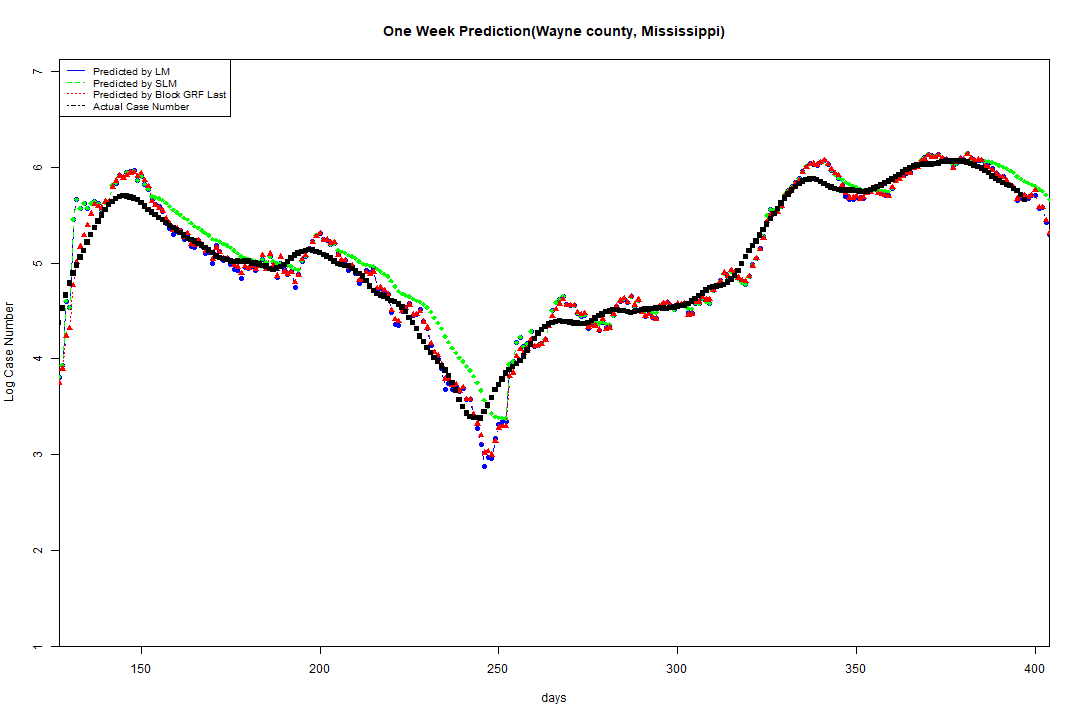 One Week Prediction(Wayne county, Mississippi)
Predicted by LM
Predicted by SLM
Predicted by Block GRF Last
Actual Case Number
Log Case Number
7
6
5
4
3
2
1
150 200 250 300 350 400
days